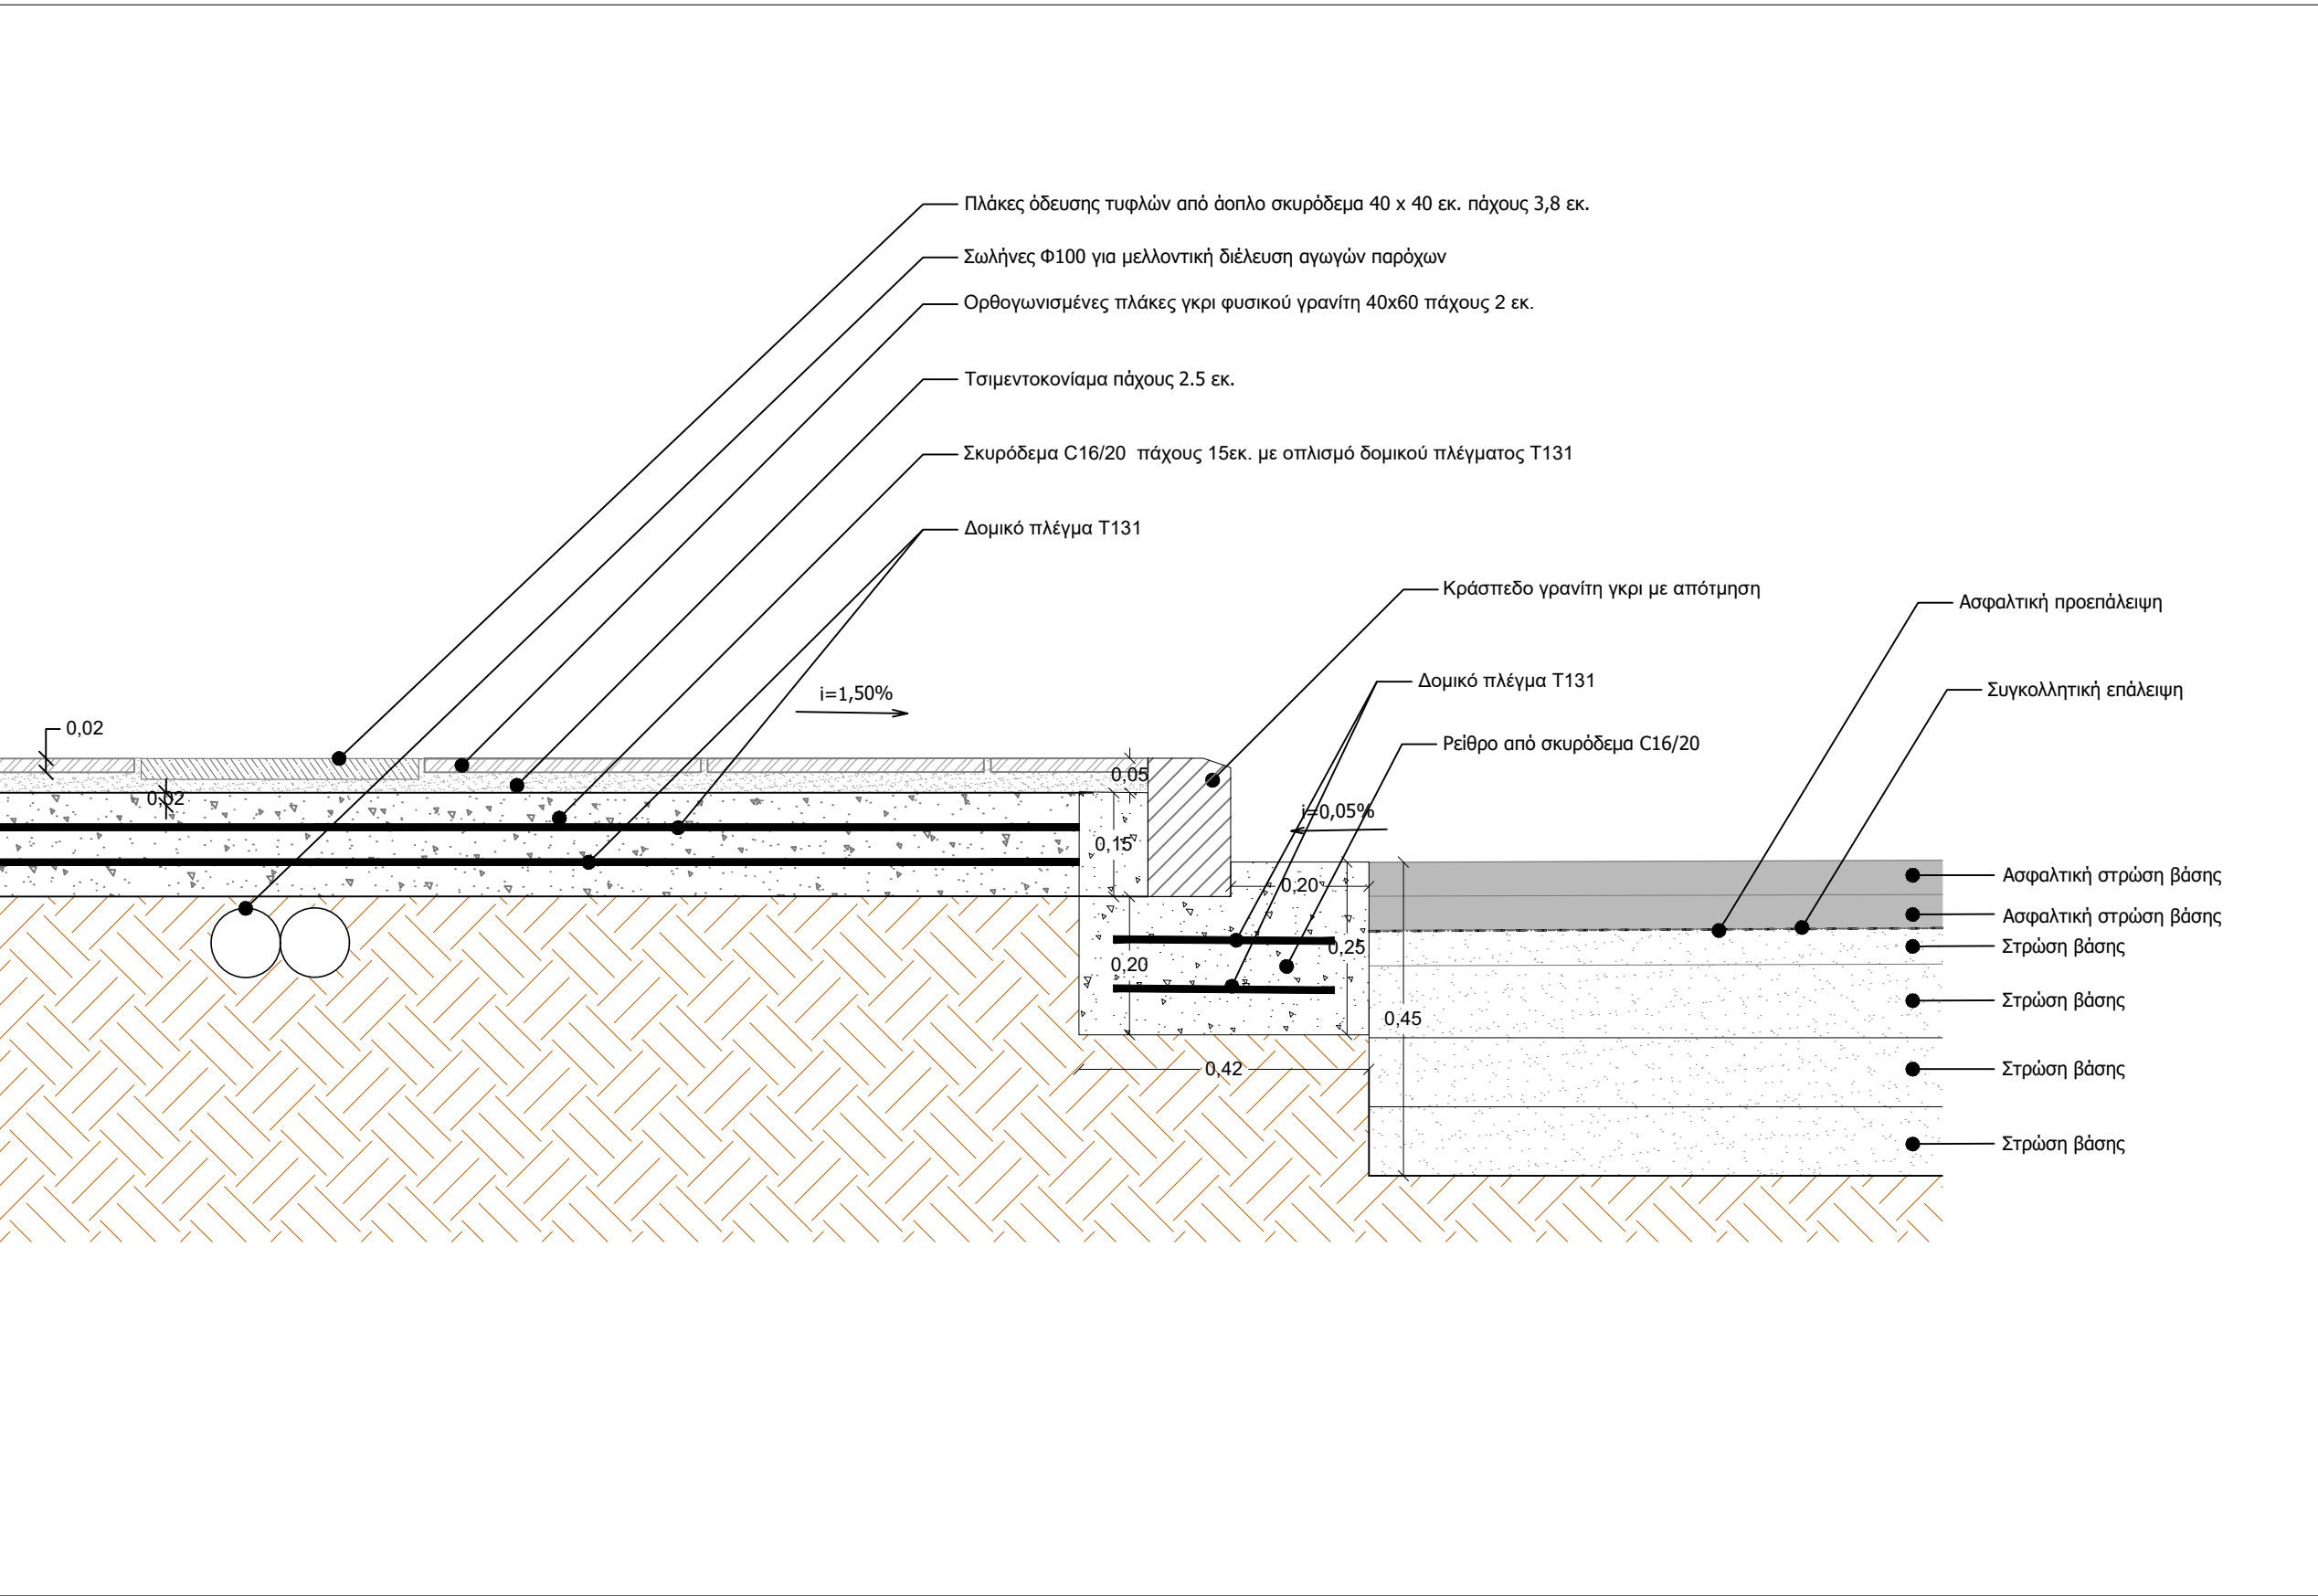 Πλάκες όδευσης τυφλών από άοπλο σκυρόδεμα 40 x 40 εκ. πάχους 3,8 εκ.
Σωλήνες Φ100 για μελλοντική διέλευση αγωγών παρόχων
Ορθογωνισμένες πλάκες γκρι φυσικού γρανίτη 40x60 πάχους 2 εκ.
Τσιμεντοκονίαμα πάχους 2.5 εκ.
Σκυρόδεμα C16/20 πάχους 15εκ. με οπλισμό δομικού πλέγματος Τ131
Δομικό πλέγμα Τ131
Κράσπεδο γρανίτη γκρι με απότμηση
Ασφαλτική προεπάλειψη
Δομικό πλέγμα Τ131
Συγκολλητική επάλειψη
i=1,50%
0,02
Ρείθρο από σκυρόδεμα C16/20
0,05
0,02
i=0,05%
0,15
Ασφαλτική στρώση βάσης
0,20
Ασφαλτική στρώση βάσης
0,25
Στρώση βάσης
0,20
Στρώση βάσης
0,45
0,42
Στρώση βάσης
Στρώση βάσης